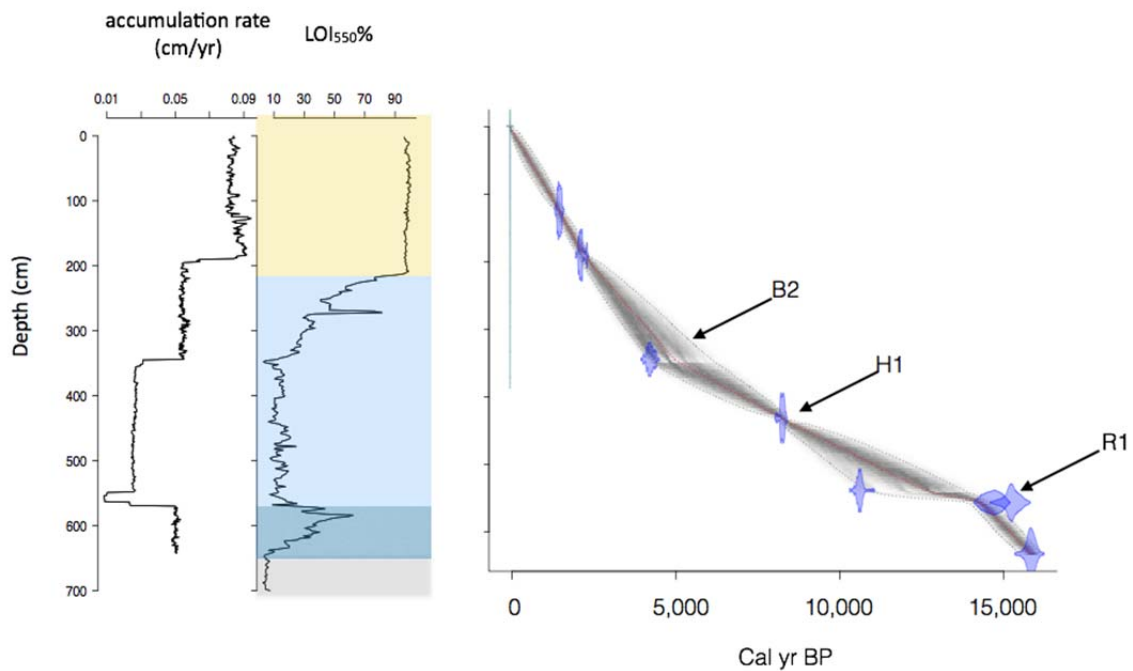 accumulation rate
(cm/yr)
LOI550%
0.01 0.05 0.09
10 30 50 70 90
Depth (cm)
0
100
200
300
400
500
600
700
B2
H1
R1
0 5,000 10,000 15,000
Cal yr BP